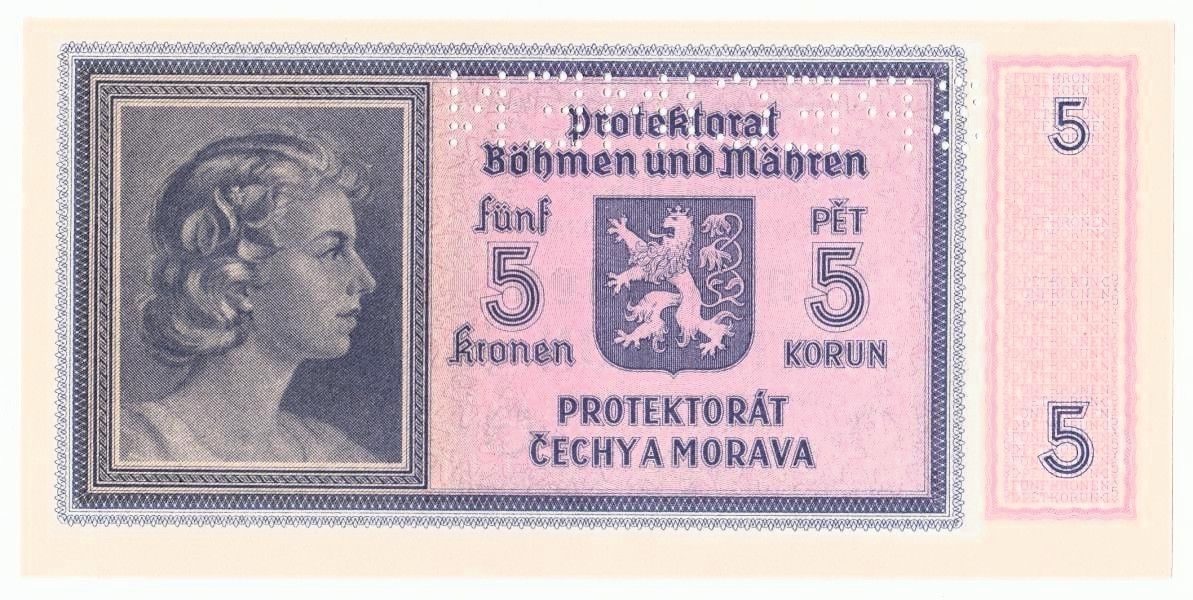 Protektorat
Böhmen und Mähren
fünf
5
Kronen
PĚT
5
KORUN
PROTEKTORÁT
ČECHY A MORAVA
5
5